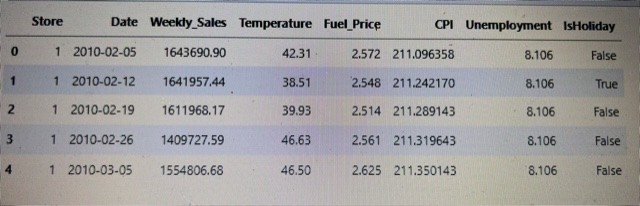 Store Date Weekly_Sales Temperature Fuel_Price CPI Unemployment IsHoliday
0 1 2010-02-05 1643690.90 42.31 2.572 211.096358 8.106 False
1 1 2010-02-12 1641957.44 38.51 2.548 211.242170 8.106 True
2 1 2010-02-19 1611968.17 39.93 2.514 211.289143 8.106 False
3 1 2010-02-26 1409727.59 46.63 2.561 211.319643 8.106 False
4 1 2010-03-05 1554806.68 46.50 2.625 211.350143 8.106 False